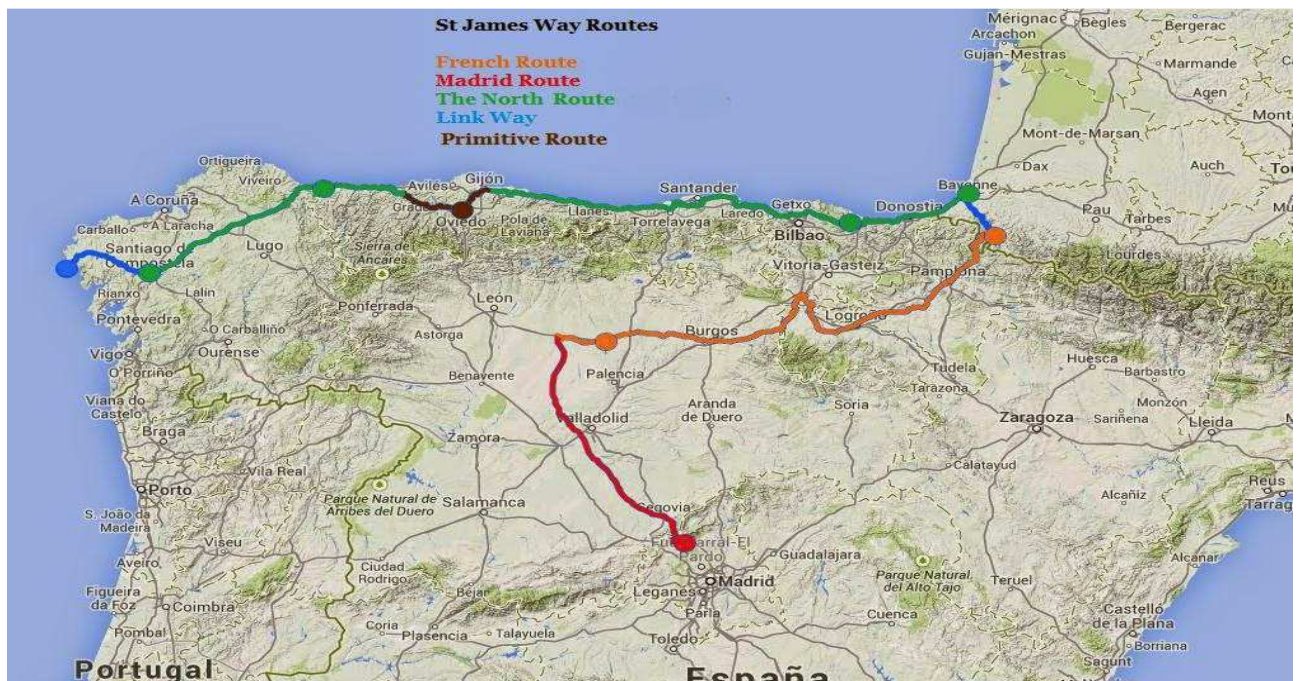 St James Way Routes
French Route
Madrid Route
The North Route
Link Way
Primitive Route
Mérignac
Bègles
Bergerac
Arcachon
Gujan-Mestras
Marmande
Agen
Mont-de-Marsan
Dax
Auch
Bayonne
Pau
Tarbes
Lourdes
Ortigueira
Viveiro
A Coruña
Carballo
A Laracha
Santiago de
Compostela
Lugo
Rianxo
Lalín
Pontevedra
O Carballiño
Vigo
Ourense
O Porriño
Avilés
Gijón
Oviedo
Pola de
Laviana
Llanes
Torrelavega
Santander
Laredo
Getxo
Bilbao
Donostia
Sierra de
Ancares
Ponferrada
León
Astorga
Vitoria-Gasteiz
Pamplona
Logroño
Burgos
Benavente
Palencia
Huesca
Barbastro
Tudela
Tarazona
Monzón
Viana do
Castelo
Braga
Aranda
de Duero
Soria
Zaragoza
Sariñena
Lleida
Zamora
Vila Real
Porto
Parque Natural de
Arribes del Duero
Salamanca
Segovia
Calatayud
Alcañiz
Reus
S. João da
Madeira
Viseu
Aveiro
Pardo
Guadalajara
Parque Natural
del Alto Tajo
Alcanar
Ciudad
Rodrigo
Madrid
Leganés
Teruel
Figueira
da Foz
Coimbra
Béjar
Parla
Cuenca
Castelló
de la Plana
Pombal
Coria
Plasencia
Talayuela
Toledo
Borriana
Sagunt
Portugal
España